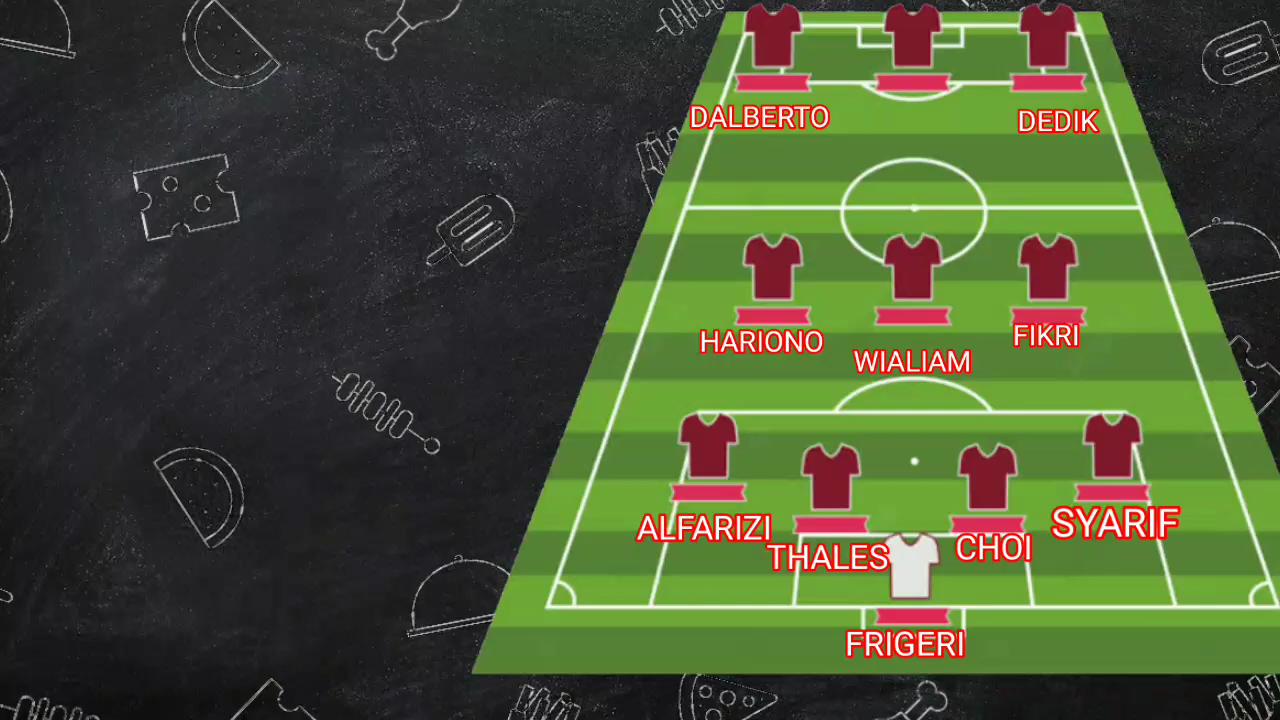 DALBERTO
DEDIK
HARIONO
WIALIAM
FIKRI
ALFARIZI
THALES
CHOI
SYARIF
FRIGERI